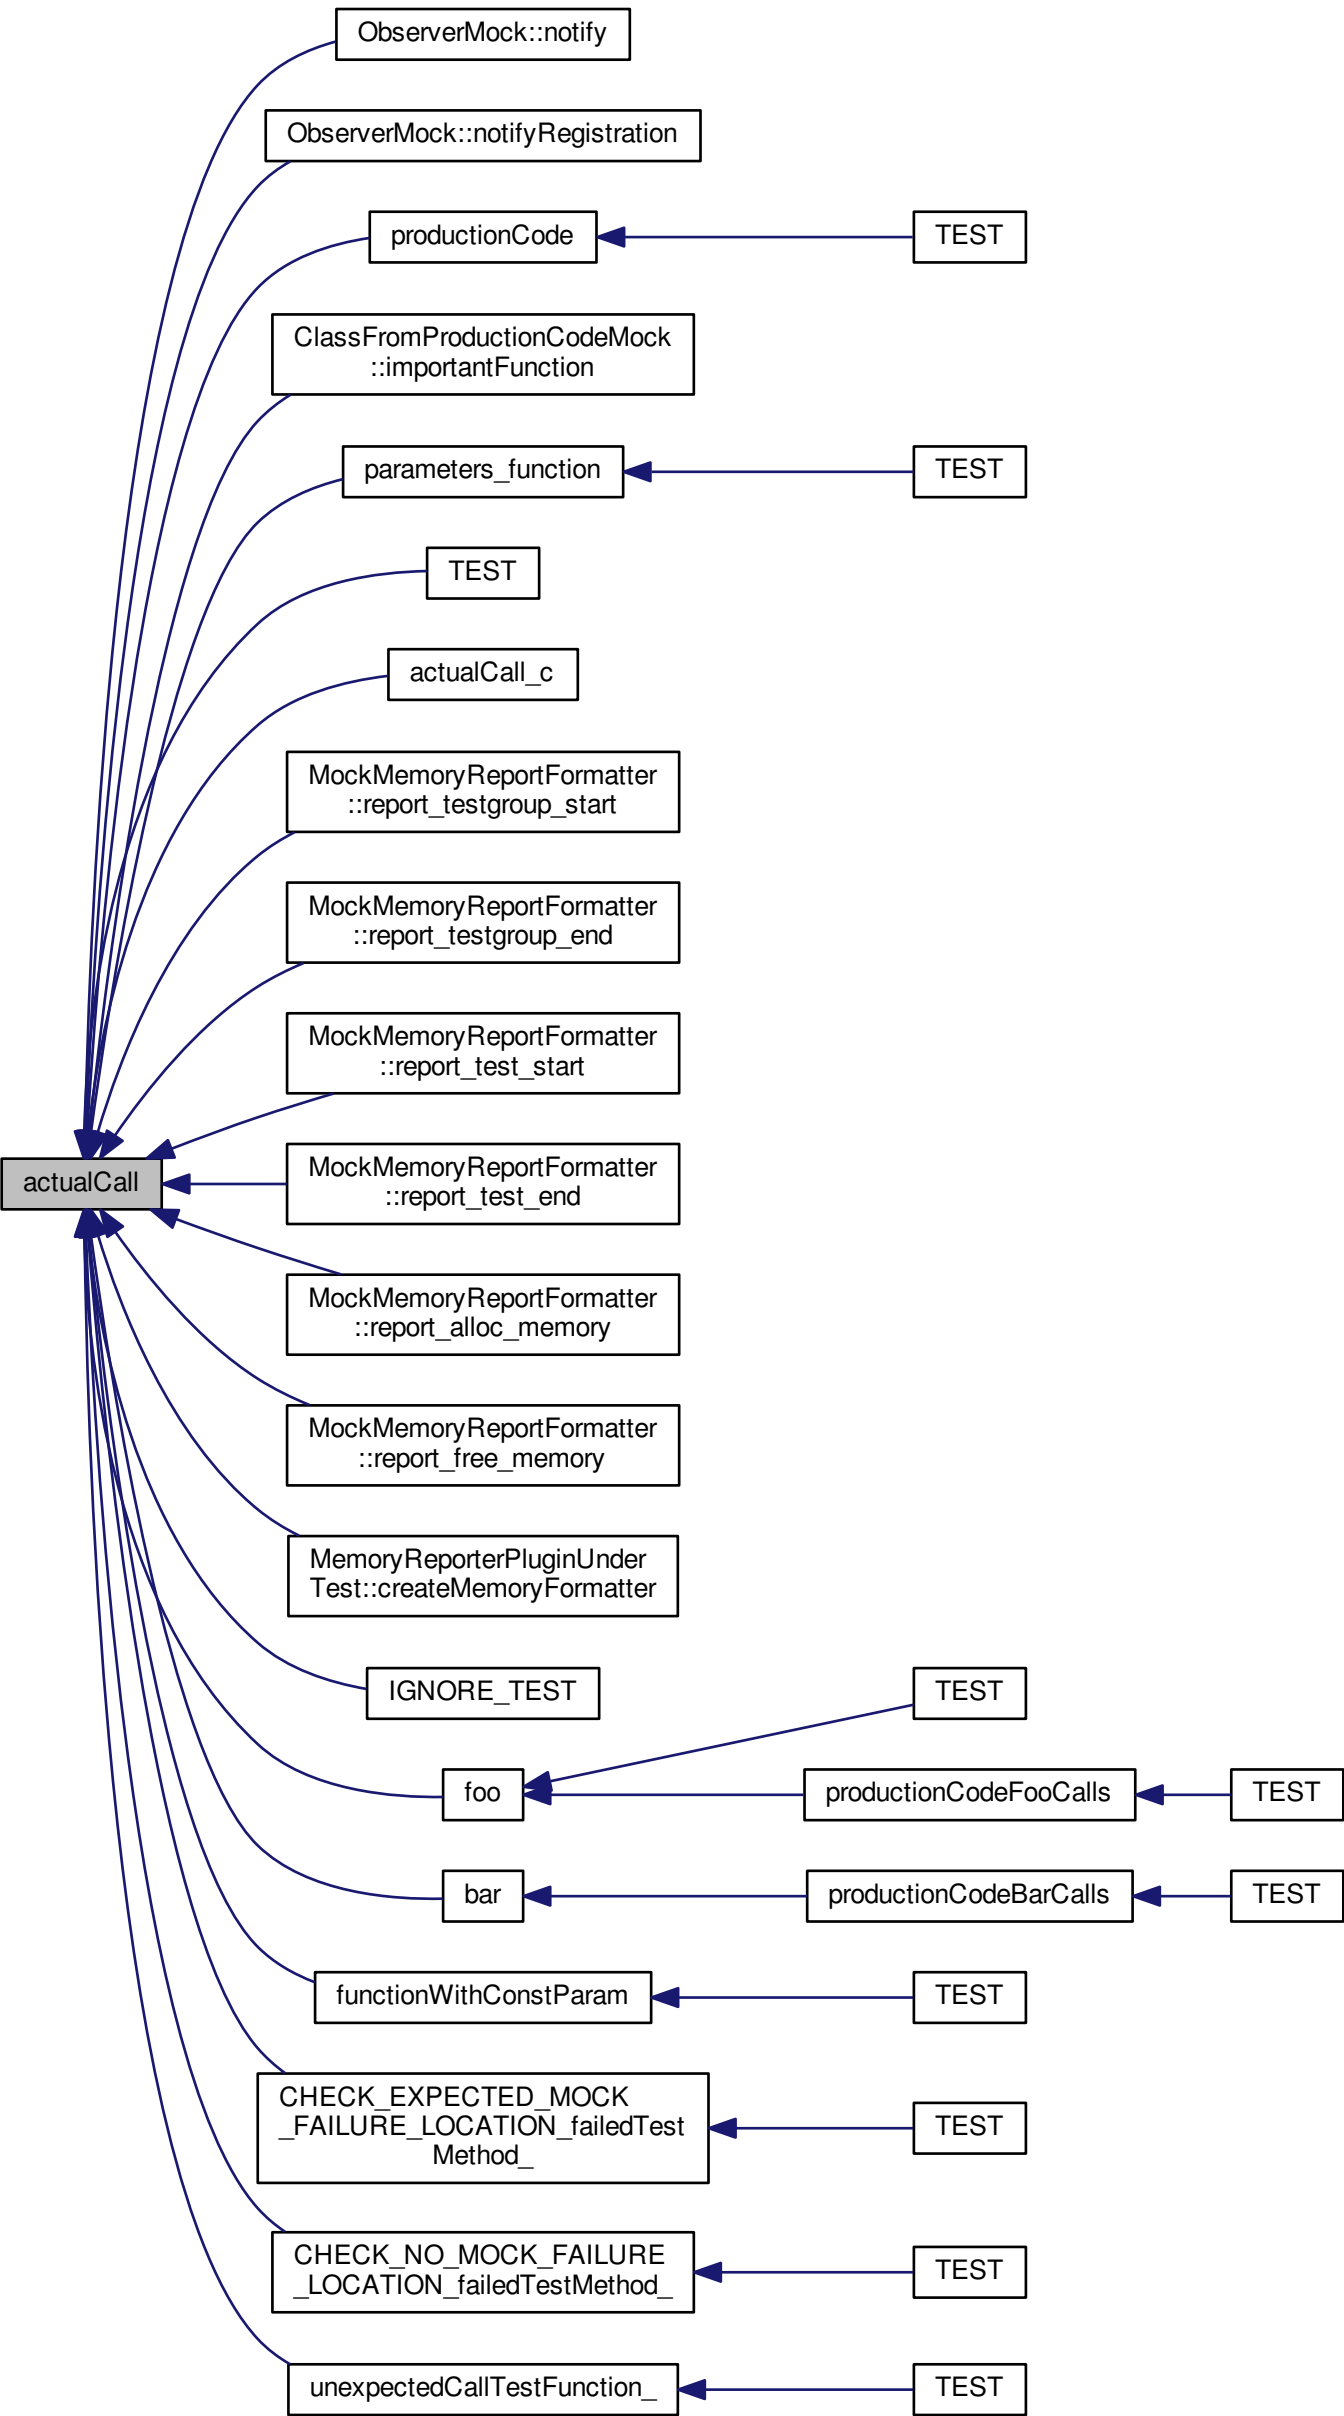 ObserverMock::notify
ObserverMock::notifyRegistration
productionCode
TEST
ClassFromProductionCodeMock
::importantFunction
parameters_function
TEST
TEST
actualCall_c
MockMemoryReportFormatter
::report_testgroup_start
MockMemoryReportFormatter
::report_testgroup_end
MockMemoryReportFormatter
::report_test_start
actualCall
MockMemoryReportFormatter
::report_test_end
MockMemoryReportFormatter
::report_alloc_memory
MockMemoryReportFormatter
::report_free_memory
MemoryReporterPluginUnder
Test::createMemoryFormatter
IGNORE_TEST
TEST
foo
productionCodeFooCalls
TEST
bar
productionCodeBarCalls
TEST
functionWithConstParam
TEST
CHECK_EXPECTED_MOCK
_FAILURE_LOCATION_failedTest
Method_
TEST
CHECK_NO_MOCK_FAILURE
_LOCATION_failedTestMethod_
TEST
unexpectedCallTestFunction_
TEST